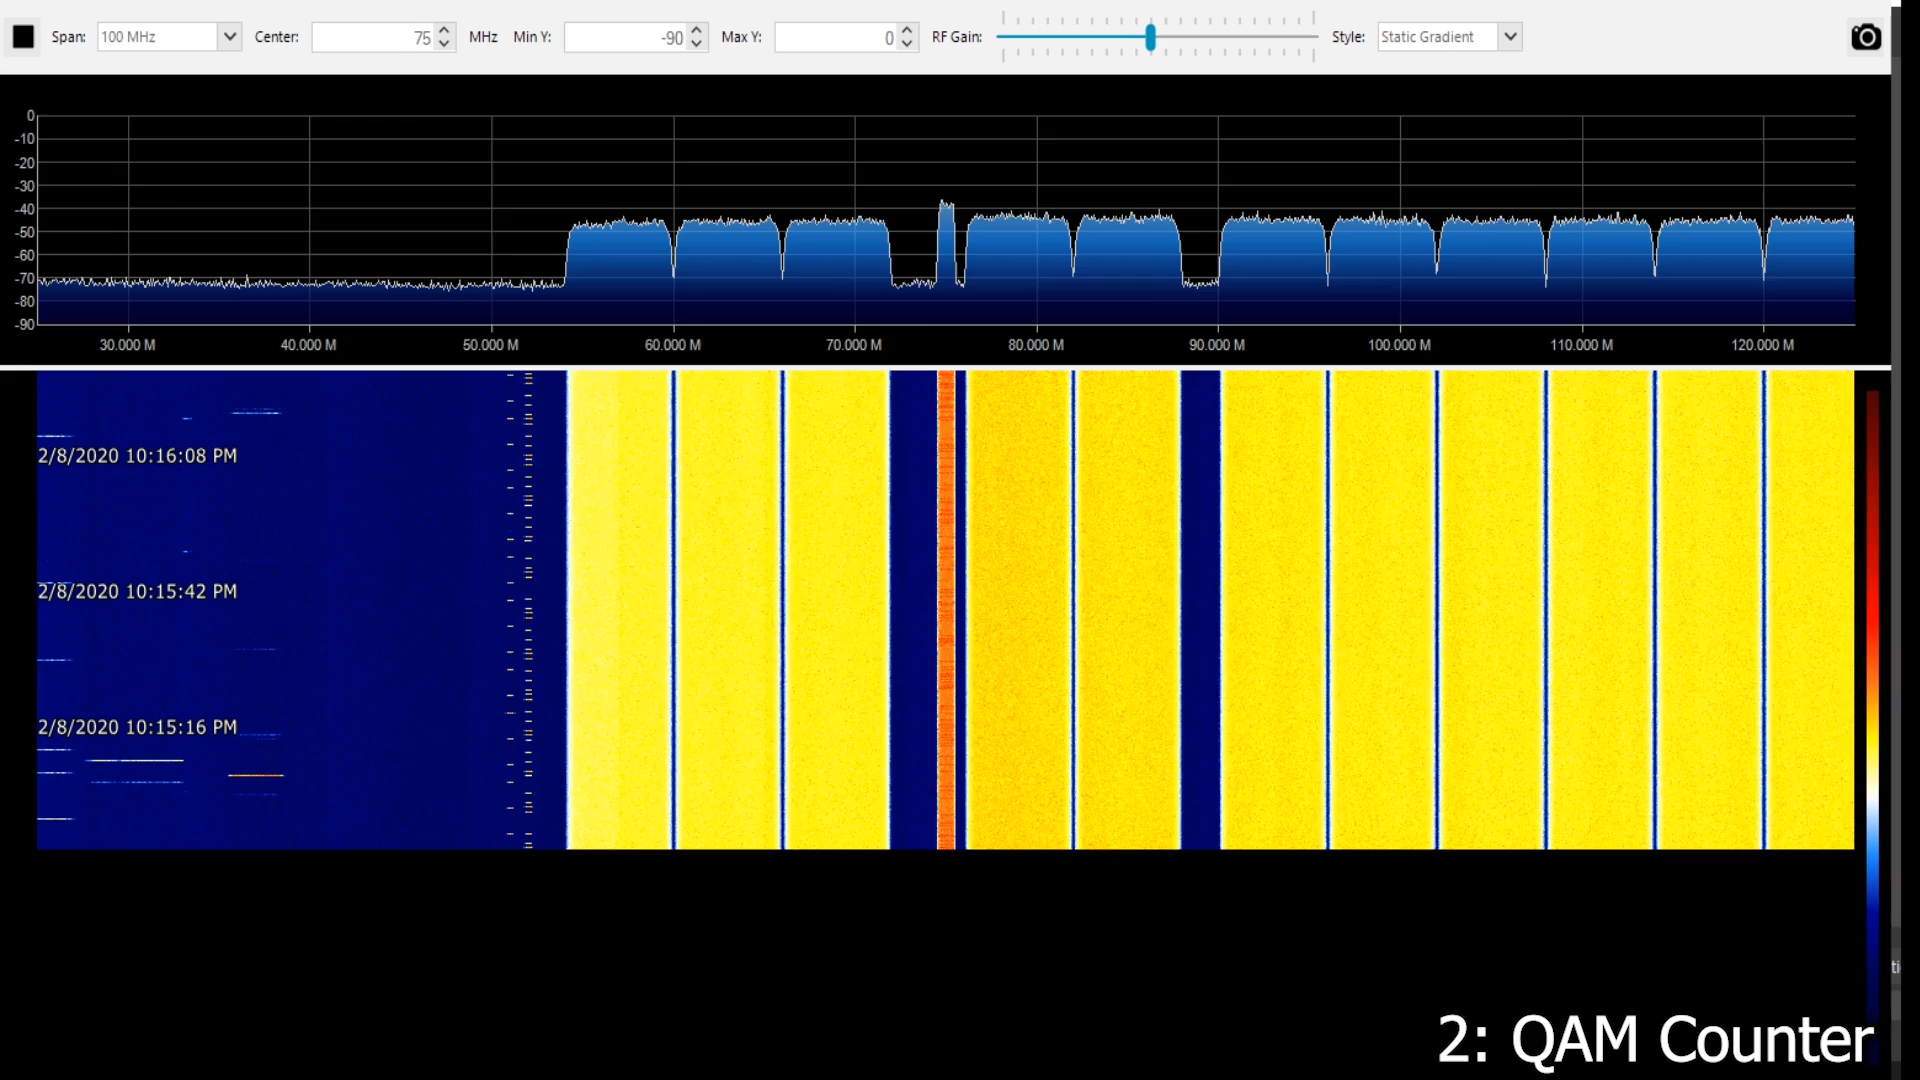 Span: 100 MHz Center: 75 MHz Min Y: -90 Max Y: 0 RF Gain: Style: Static Gradient
0
-10
-20
-30
-40
-50
-60
-70
-80
-90
30.000 M 40.000 M 50.000 M 60.000 M 70.000 M 80.000 M 90.000 M 100.000 M 110.000 M 120.000 M
2/8/2020 10:16:08 PM
2/8/2020 10:15:42 PM
2/8/2020 10:15:16 PM
ti
2: QAM Counter